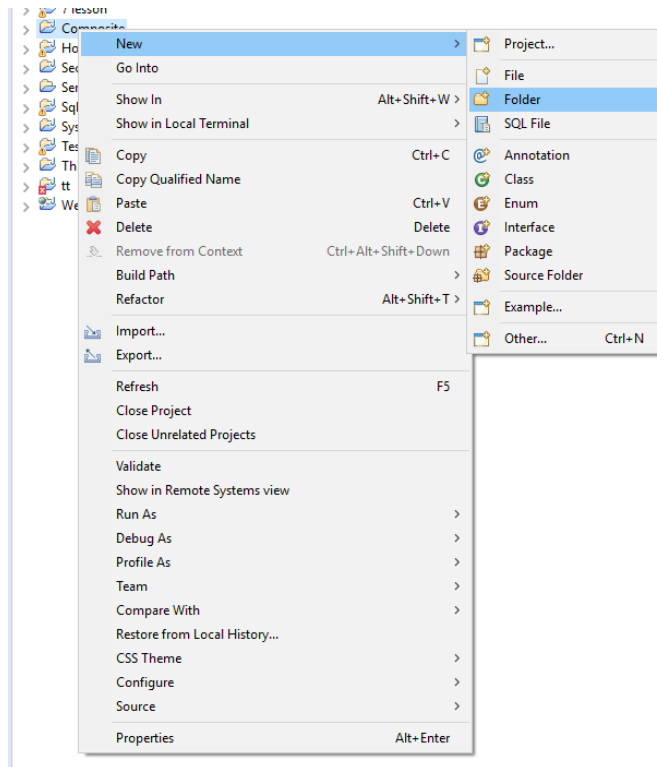 7 lesson
Composite
New
Project...
Ho
Go Into
File
Sec
Ser
Show In Alt+Shift+W
Folder
Sql
Show in Local Terminal
SQL File
Sys
Tes
Copy Ctrl+C
Annotation
Th
Copy Qualified Name
Class
tt
Paste Ctrl+V
Enum
We
Delete Delete
Interface
Remove from Context Ctrl+Alt+Shift+Down
Package
Build Path
Source Folder
Refactor Alt+Shift+T
Example...
Import...
Other... Ctrl+N
Export...
Refresh F5
Close Project
Close Unrelated Projects
Validate
Show in Remote Systems view
Run As
Debug As
Profile As
Team
Compare With
Restore from Local History...
CSS Theme
Configure
Source
Properties Alt+Enter